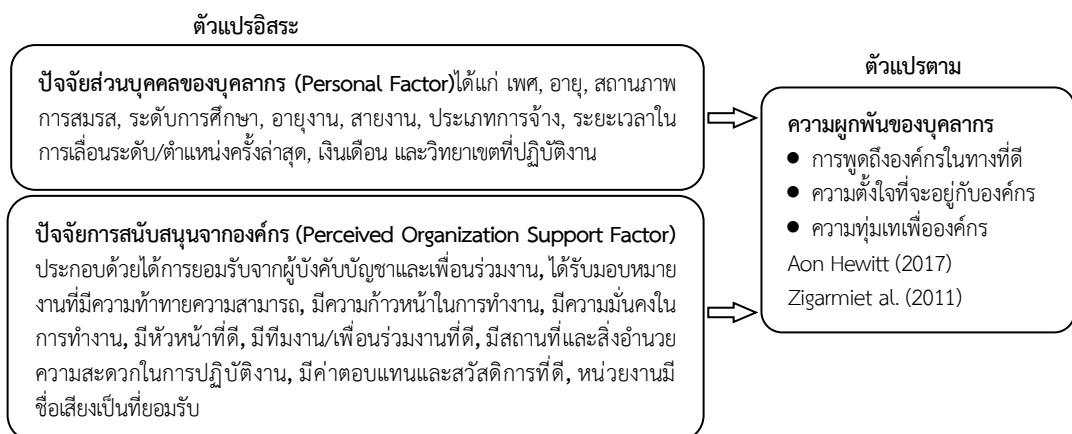 ตัวแปรอิสระ
ปัจจัยส่วนบุคคลของบุคลากร (Personal Factor)ได้แก่ เพศ, อายุ, สถานภาพ
การสมรส, ระดับการศึกษา, อายุงาน, สายงาน, ประเภทการจ้าง, ระยะเวลาใน
การเลื่อนระดับ/ตำแหน่งครั้งล่าสุด, เงินเดือน และวิทยาเขตที่ปฏิบัติงาน
ปัจจัยการสนับสนุนจากองค์กร (Perceived Organization Support Factor)
ประกอบด้วยได้การยอมรับจากผู้บังคับบัญชาและเพื่อนร่วมงาน, ได้รับมอบหมาย
งานที่มีความท้าทายความสามารถ, มีความก้าวหน้าในการทำงาน, มีความมั่นคงใน
การทำงาน, มีหัวหน้าที่ดี, มีทีมงาน/เพื่อนร่วมงานที่ดี, มีสถานที่และสิ่งอำนวย
ความสะดวกในการปฏิบัติงาน, มีค่าตอบแทนและสวัสดิการที่ดี, หน่วยงานมี
ชื่อเสียงเป็นที่ยอมรับ
ตัวแปรตาม
ความผูกพันของบุคลากร
● การพูดถึงองค์กรในทางที่ดี
● ความตั้งใจที่จะอยู่กับองค์กร
● ความทุ่มเทเพื่อองค์กร
Aon Hewitt (2017)
Zigarmiet al. (2011)